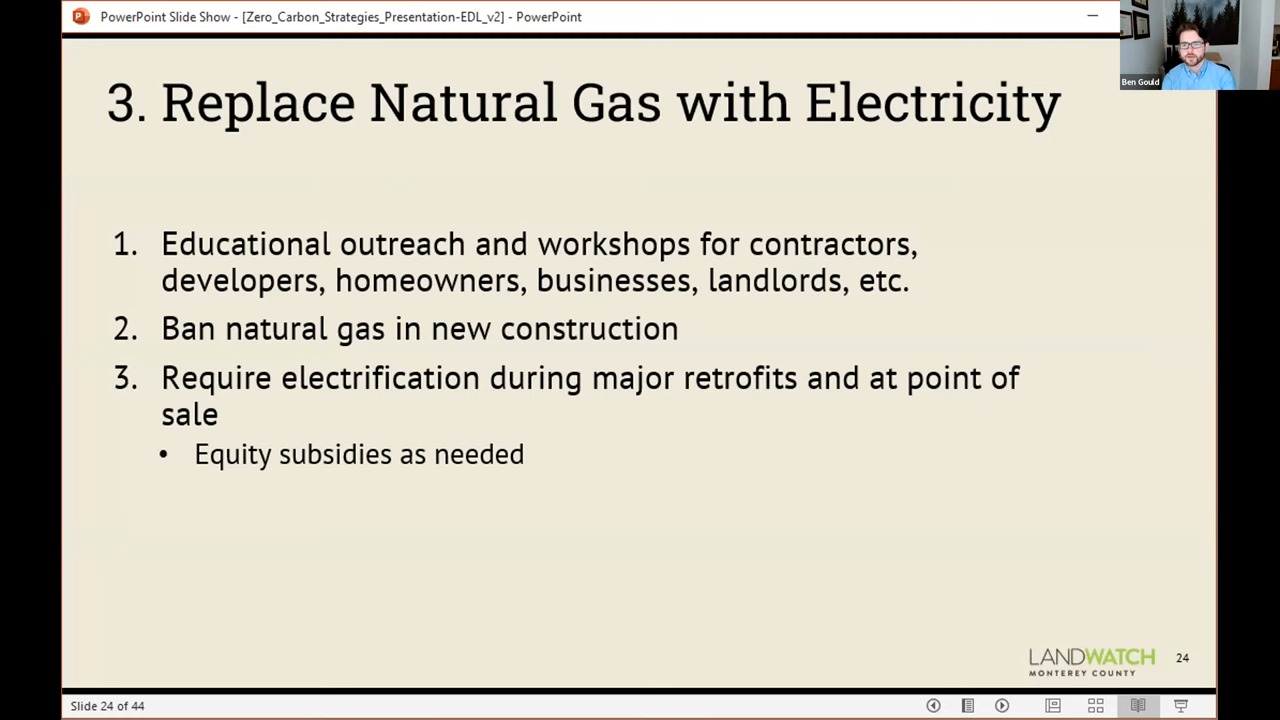 PowerPoint Slide Show - [Zero_Carbon_Strategies_Presentation-EDL_v2] - PowerPoint
Ben Gould
3. Replace Natural Gas with Electricity
1. Educational outreach and workshops for contractors,
developers, homeowners, businesses, landlords, etc.
2. Ban natural gas in new construction
3. Require electrification during major retrofits and at point of
sale
• Equity subsidies as needed
LANDWATCH
MONTEREY COUNTY
24
Slide 24 of 44